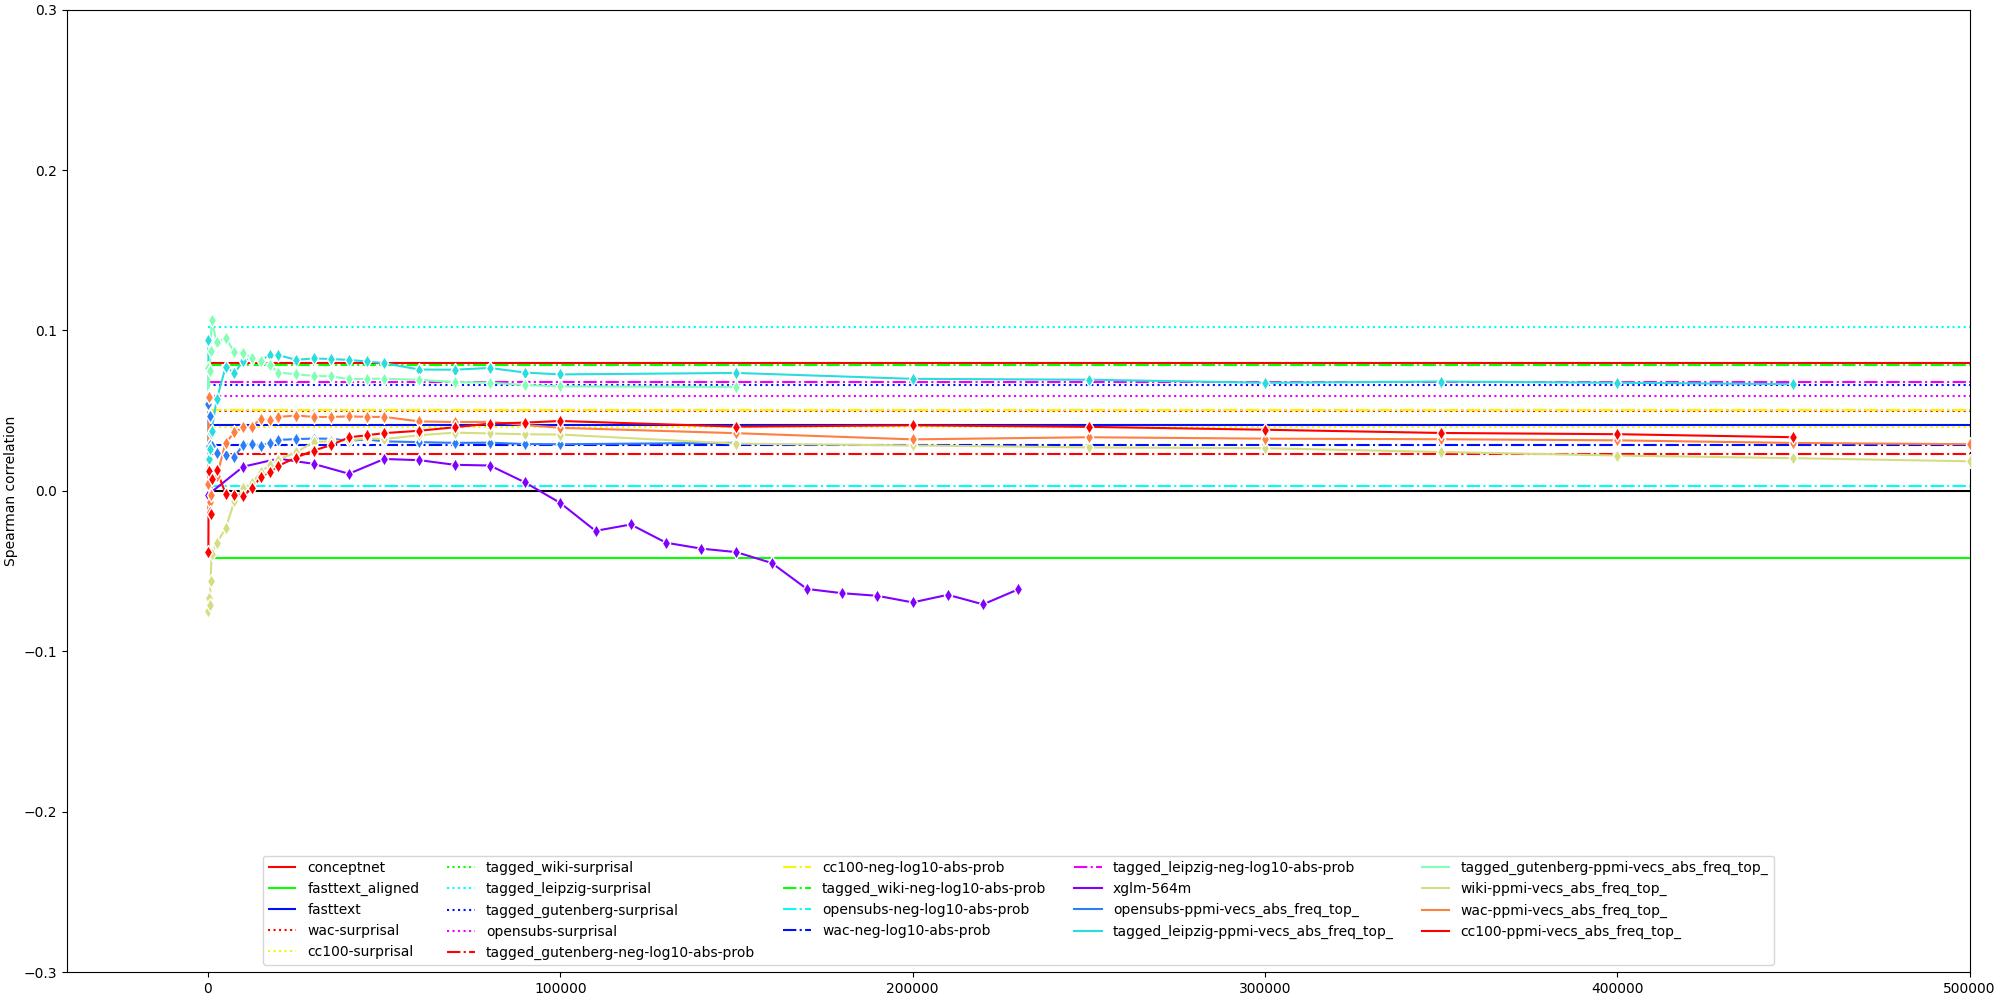 0.3
0.2
0.1
0.0
−0.1
−0.2
−0.3
Spearman correlation
conceptnet
fasttext_aligned
fasttext
wac-surprisal
cc100-surprisal
tagged_wiki-surprisal
tagged_leipzig-surprisal
tagged_gutenberg-surprisal
opensubs-surprisal
tagged_gutenberg-neg-log10-abs-prob
cc100-neg-log10-abs-prob
tagged_wiki-neg-log10-abs-prob
opensubs-neg-log10-abs-prob
wac-neg-log10-abs-prob
tagged_leipzig-neg-log10-abs-prob
xglm-564m
opensubs-ppmi-vecs_abs_freq_top_
tagged_leipzig-ppmi-vecs_abs_freq_top_
tagged_gutenberg-ppmi-vecs_abs_freq_top_
wiki-ppmi-vecs_abs_freq_top_
wac-ppmi-vecs_abs_freq_top_
cc100-ppmi-vecs_abs_freq_top_
0 100000 200000 300000 400000 500000